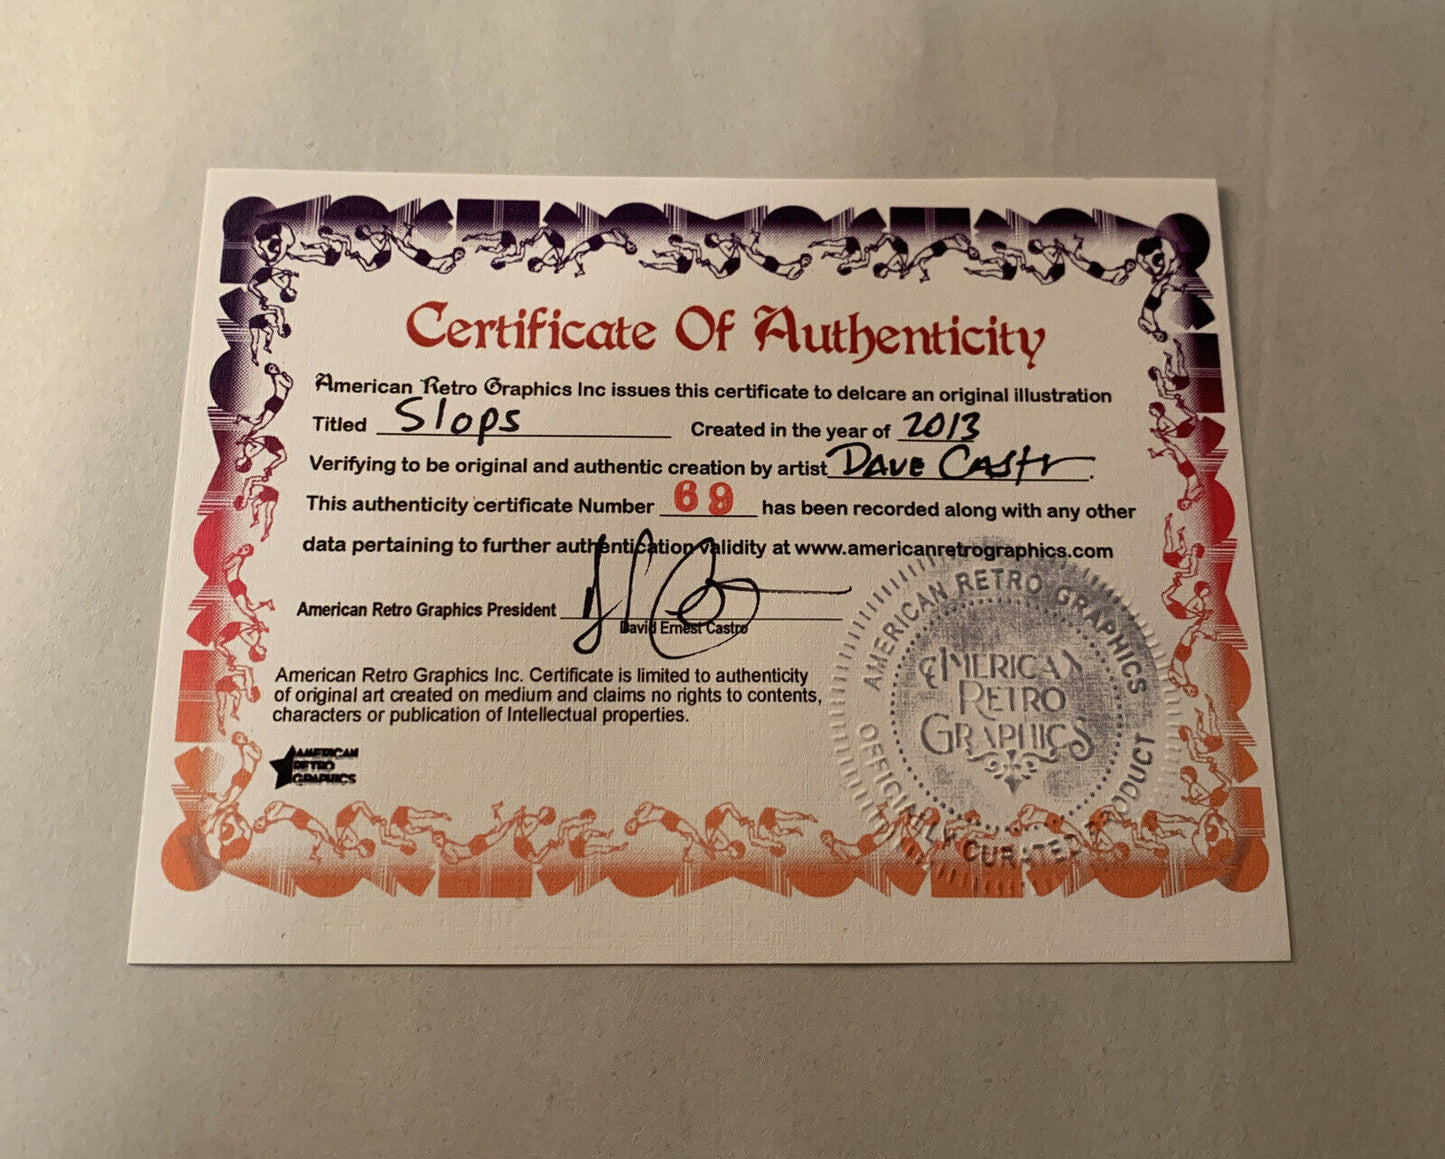 Certificate Of Authenticity
American Retro Graphics Inc issues this certificate to delcare an original illustration
Titled Slops Created in the year of 2013
Verifying to be original and authentic creation by artist Dave Castr.
This authenticity certificate Number 69 has been recorded along with any other
data pertaining to further authentication validity at www.americanretrographics.com
American Retro Graphics President
David Ernest Castro
American Retro Graphics Inc. Certificate is limited to authenticity
of original art created on medium and claims no rights to contents,
characters or publication of Intellectual properties.
AMERICAN
RETRO
GRAPHICS
AMERICAN RETRO GRAPHICS
AMERICAN
RETRO
GRAPHICS
OFFICIALLY CURATED PRODUCT